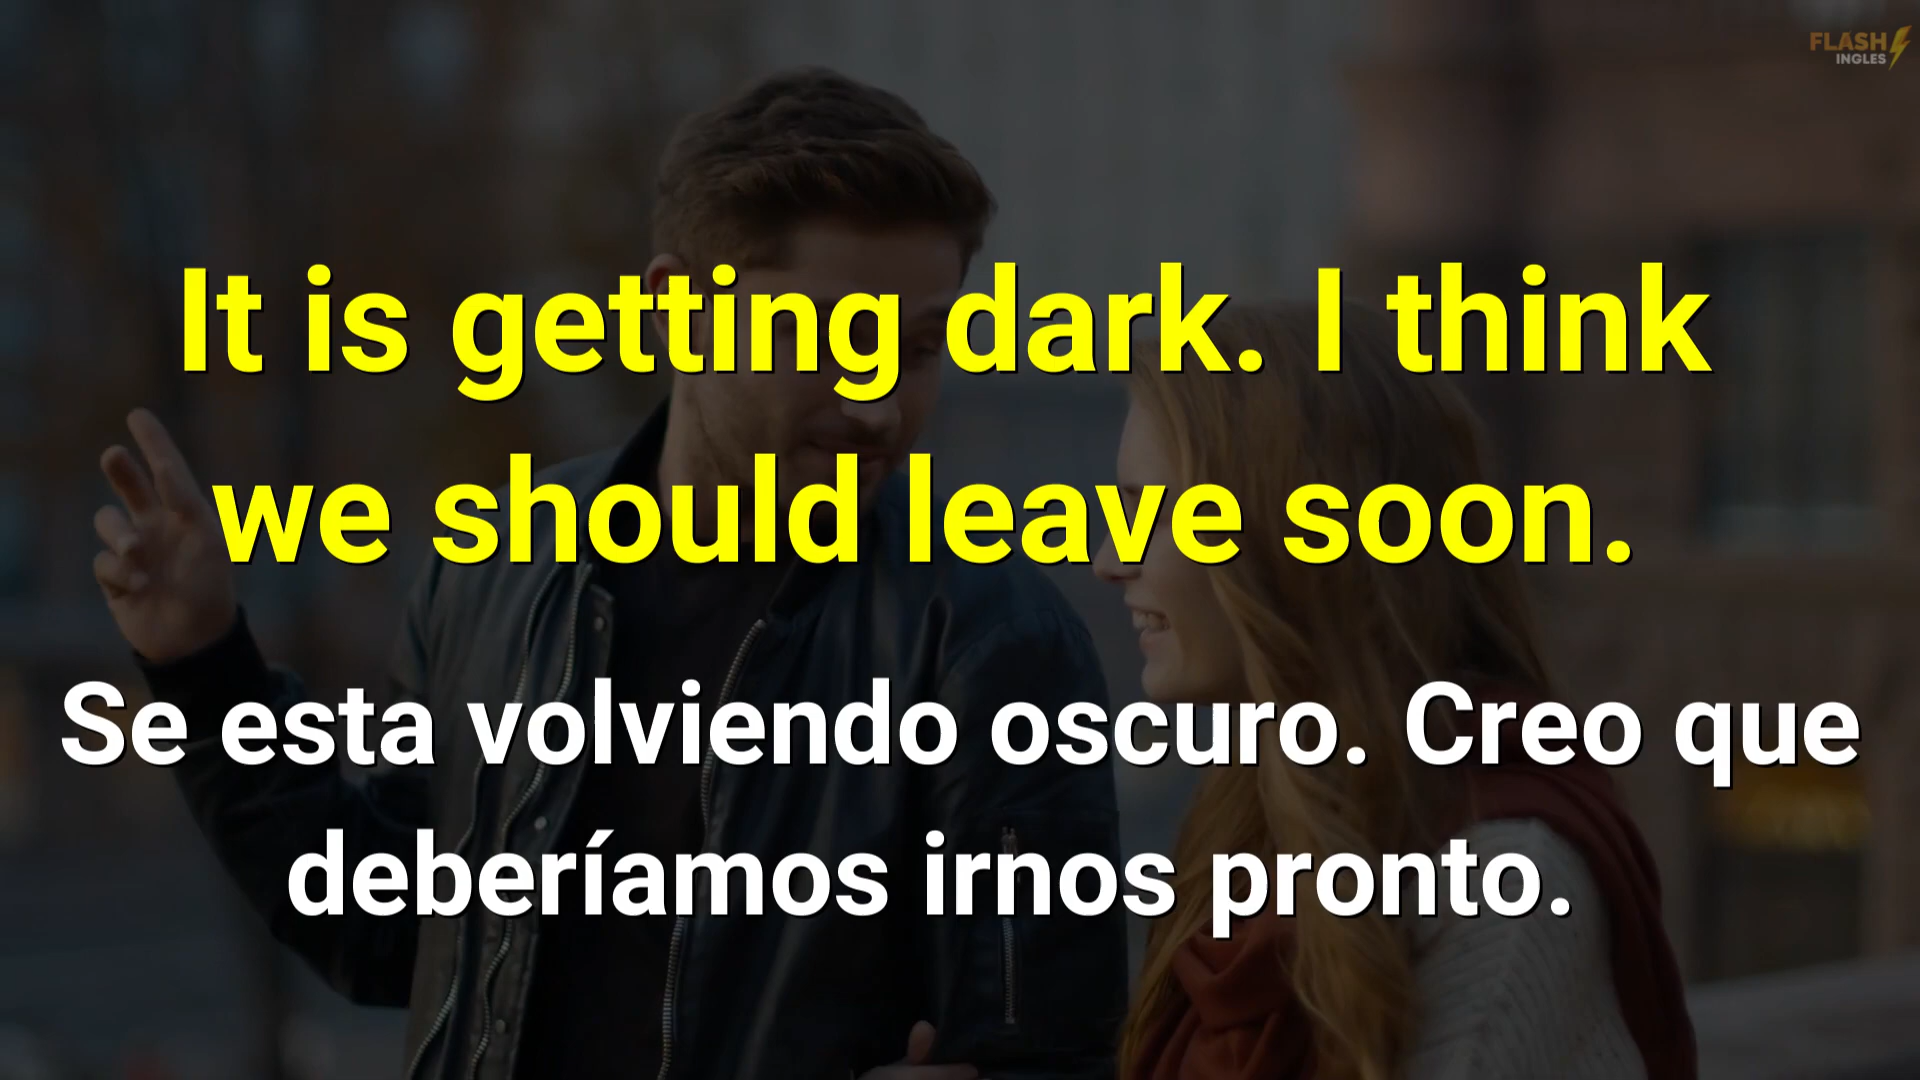 FLASH
INGLES
It is getting dark. I think
we should leave soon.
Se esta volviendo oscuro. Creo que
deberíamos irnos pronto.